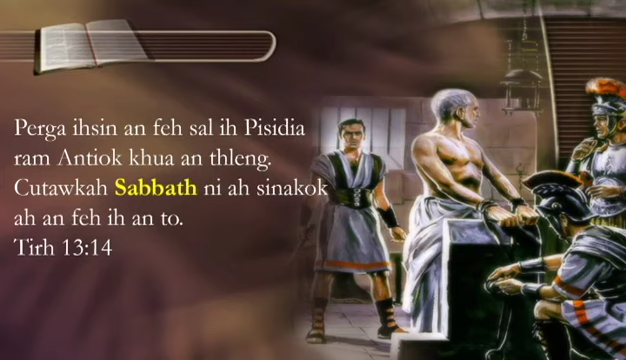 Perga ihsin an feh sal ih Pisidia
ram Antiok khua an thleng.
Cutawkah Sabbath ni ah sinakok
ah an feh ih an to.
Tirh 13:14